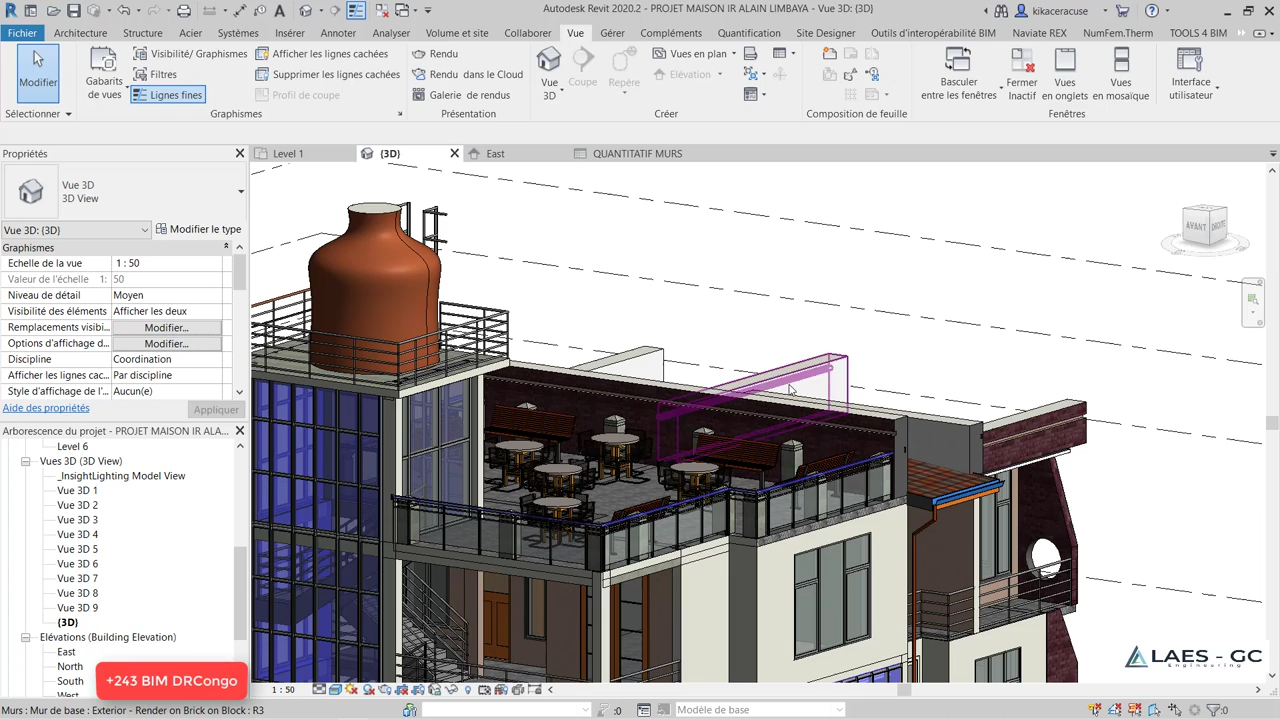 Autodesk Revit 2020.2 - PROJET MAISON IR ALAIN LIMBAYA - Vue 3D: {3D}
kikaceracuse
Fichier Architecture Structure Acier Systèmes Insérer Annoter Analyser Volume et site Collaborer Vue Gérer Compléments Quantification Site Designer Outils d'interopérabilité BIM Naviate REX NumFem.Therm TOOLS 4 BIM
Modifier
Sélectionner
Gabarits
de vues
Visibilité/ Graphismes
Filtres
Lignes fines
Afficher les lignes cachées
Supprimer les lignes cachées
Profil de coupe
Graphismes
Rendu
Rendu dans le Cloud
Galerie de rendus
Présentation
Vue
3D
Coupe
Repère
Vues en plan
Élévation
Créer
Composition de feuille
Basculer
entre les fenêtres
Fermer
Inactif
Vues
en onglets
Vues
en mosaïque
Interface
utilisateur
Fenêtres
Propriétés
Level 1
{3D}
East
QUANTITATIF MURS
Vue 3D
3D View
Vue 3D: {3D}
Modifier le type
Graphismes
Echelle de la vue 1 : 50
Valeur de l'échelle 1: 50
Niveau de détail Moyen
Visibilité des éléments Afficher les deux
Remplacements visibi... Modifier...
Options d'affichage d... Modifier...
Discipline Coordination
Afficher les lignes cac... Par discipline
Style d'affichage de l'... Aucun(e)
Aide des propriétés
Appliquer
Arborescence du projet - PROJET MAISON IR ALA...
Level 6
Vues 3D (3D View)
_InsightLighting Model View
Vue 3D 1
Vue 3D 2
Vue 3D 3
Vue 3D 4
Vue 3D 5
Vue 3D 6
Vue 3D 7
Vue 3D 8
Vue 3D 9
{3D}
Elévations (Building Elevation)
East
North
South
West
+243 BIM DRCongo
AVANT
DROITE
LAES - GC
Engineering
1 : 50
Murs : Mur de base : Exterior - Render on Brick on Block : R3
:0
Modèle de base
:0